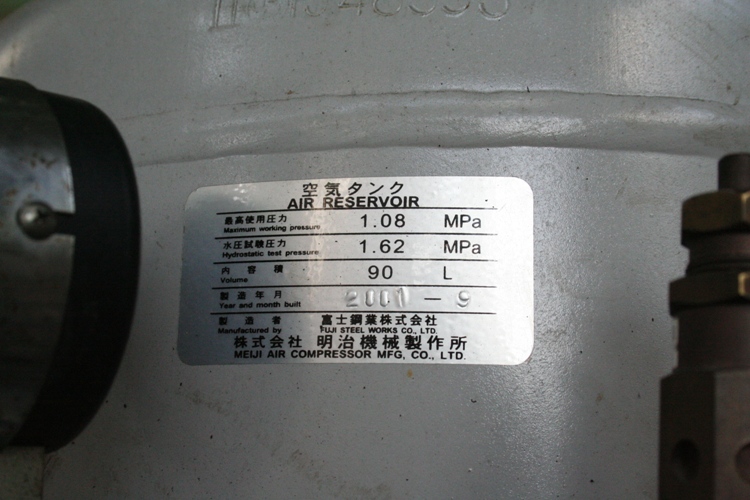 空気タンク
AIR RESERVOIR
最高使用圧力 1.08 MPa
Maximum working pressure
水圧試験圧力 1.62 MPa
Hydrostatic test pressure
内容積 90 L
Volume
製造年月 2001-9
Year and month built
製造者 富士鋼業株式会社
Manufactured by FUJI STEEL WORKS CO., LTD.
株式会社 明治機械製作所
MEIJI AIR COMPRESSOR MFG, CO., LTD.